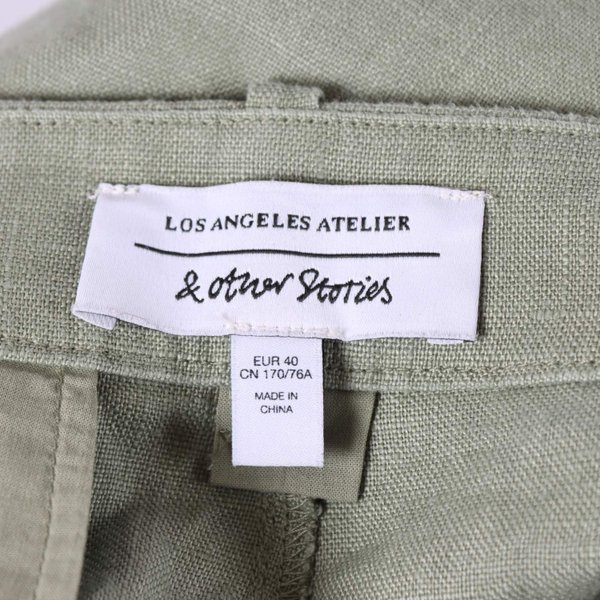 LOS ANGELES ATELIER
& other Stories
EUR 40
CN 170/76A
MADE IN
CHINA